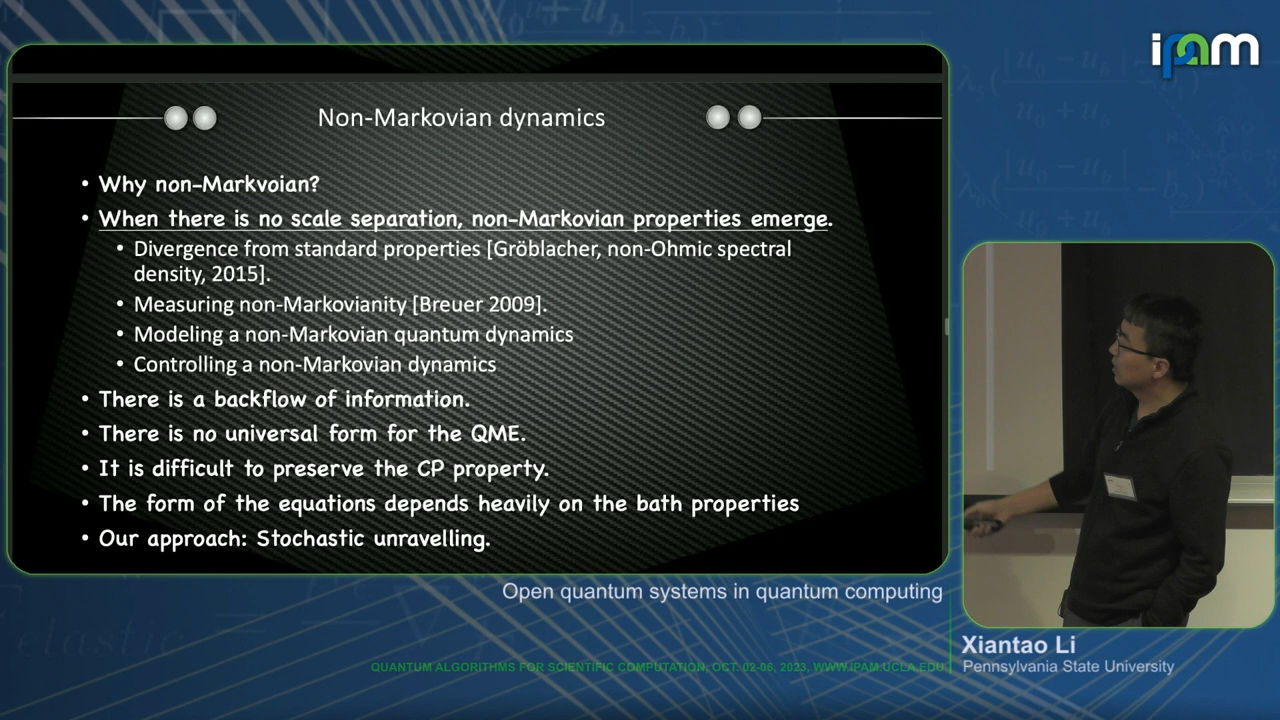 ipam
Non-Markovian dynamics
• Why non-Markvoian?
• When there is no scale separation, non-Markovian properties emerge.
• Divergence from standard properties [Gröblacher, non-Ohmic spectral
density, 2015].
• Measuring non-Markovianity [Breuer 2009].
• Modeling a non-Markovian quantum dynamics
• Controlling a non-Markovian dynamics
• There is a backflow of information.
• There is no universal form for the QME.
• It is difficult to preserve the CP property.
• The form of the equations depends heavily on the bath properties
• Our approach: Stochastic unravelling.
Open quantum systems in quantum computing
Xiantao Li
Pennsylvania State University
QUANTUM ALGORITHMS FOR SCIENTIFIC COMPUTATION, OCT. 02-06, 2023, WWW.IPAM.UCLA.EDU
elastic